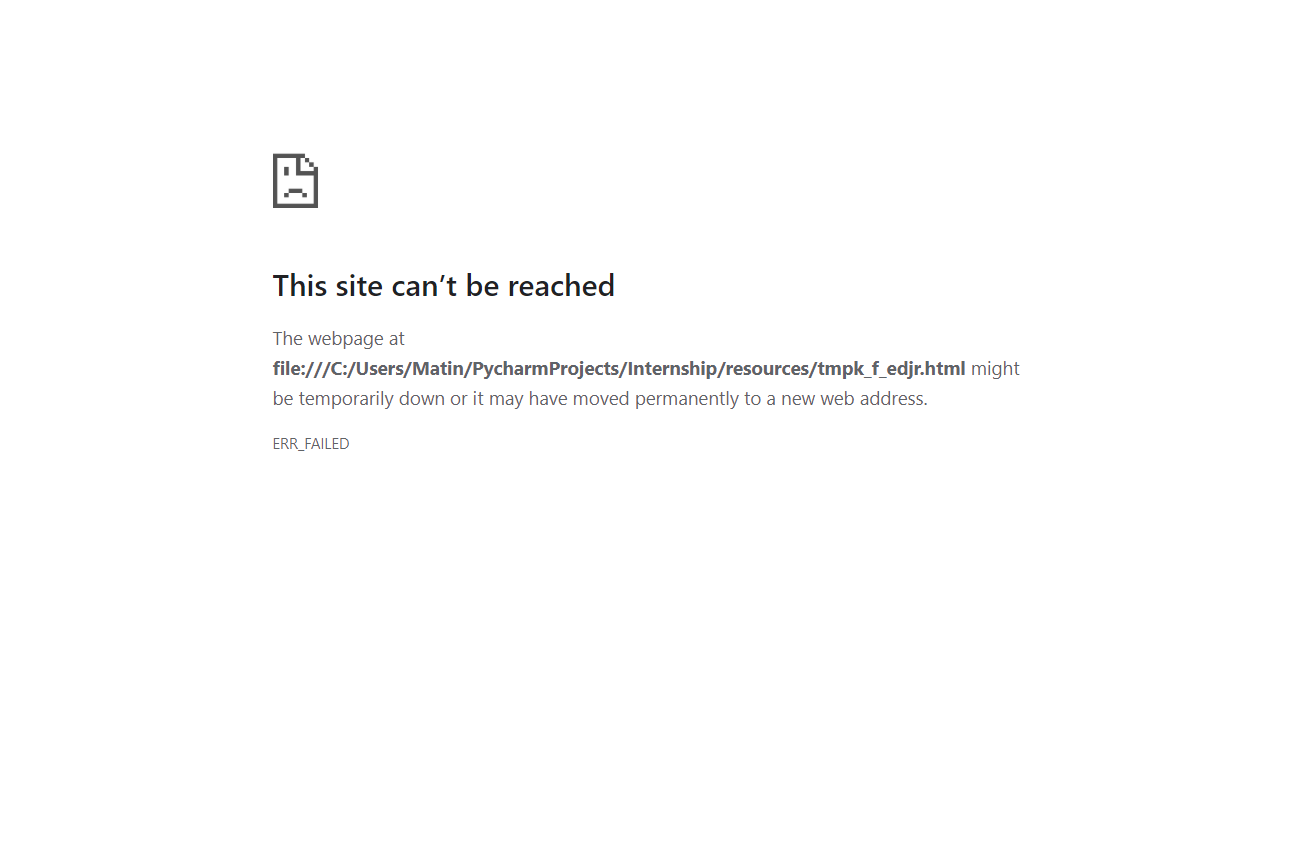 This site can’t be reached
The webpage at
file:///C:/Users/Matin/PycharmProjects/Internship/resources/tmpk_f_edjr.html might
be temporarily down or it may have moved permanently to a new web address.
ERR_FAILED